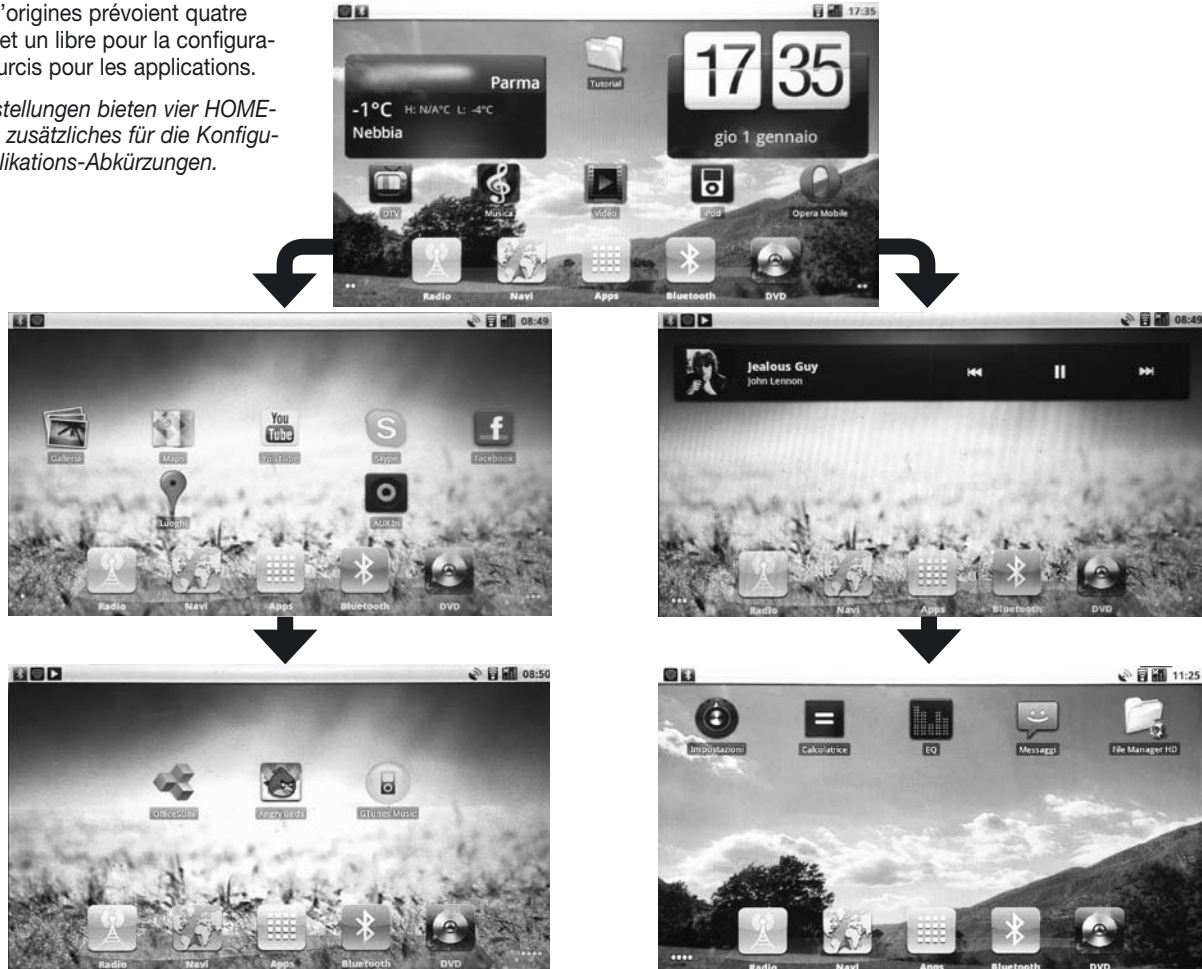 'origines prévoient quatre
et un libre pour la configura-
urcis pour les applications.
stellungen bieten vier HOME-
zusätzliches für die Konfigu-
likations-Abkürzungen.
17:35
Parma
-1°C H: N/A°C L: -4°C
Nebbia
Tutorial
17 35
gio 1 gennaio
DTV Musica Video iPod Opera Mobile
Radio Navi Apps Bluetooth DVD
08:49
You
Tube
Galleria Maps YouTube Skype Facebook
Luoghi AUX In
Radio Navi Apps Bluetooth DVD
08:49
Jealous Guy
John Lennon
Radio Navi Apps Bluetooth DVD
08:50
OfficeSuite Angry Birds GTunes Music
Radio Navi Apps Bluetooth DVD
11:25
Impostazioni Calcolatrice EQ Messaggi File Manager HD
Radio Navi Apps Bluetooth DVD